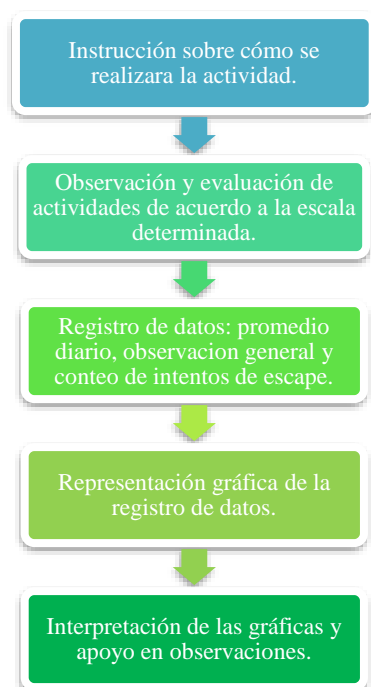 Instrucción sobre cómo se
realizara la actividad.
Observación y evaluación de
actividades de acuerdo a la escala
determinada.
Registro de datos: promedio
diario, observacion general y
conteo de intentos de escape.
Representación gráfica de la
registro de datos.
Interpretación de las gráficas y
apoyo en observaciones.